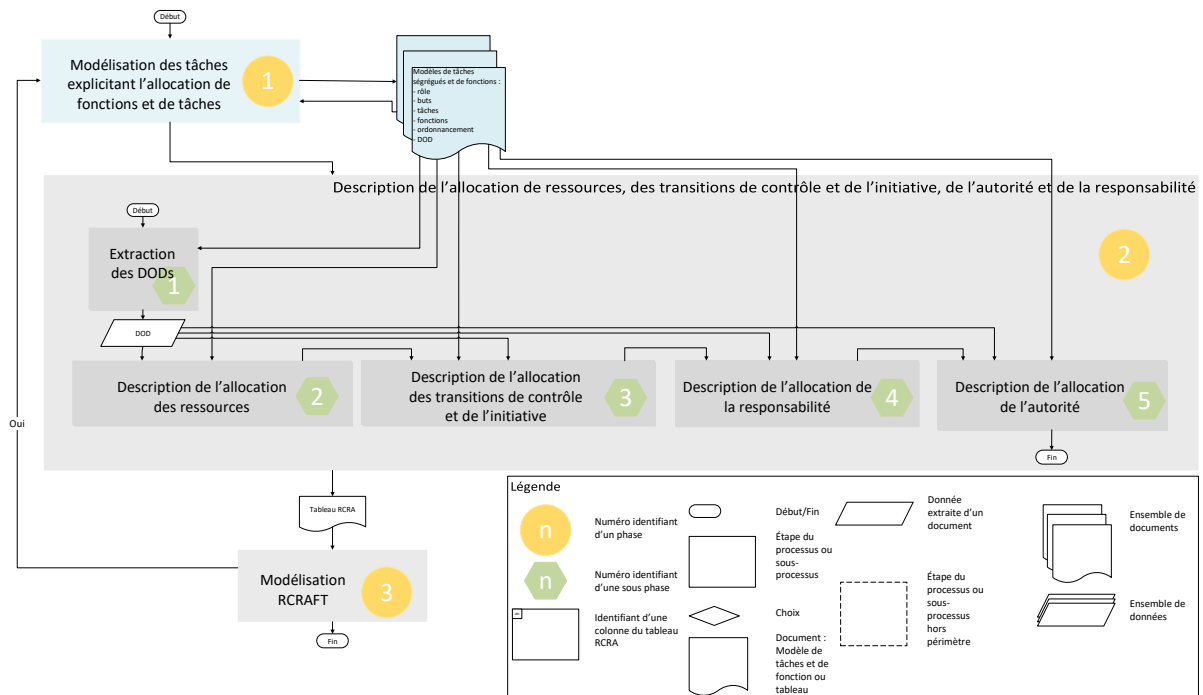 Début
Modélisation des tâches
explicitant l'allocation de
fonctions et de tâches
1
Modèles de tâches
ségrégués et de fonctions :
- rôle
- buts
- tâches
- fonctions
- ordonnancement
- DOD
Description de l'allocation de ressources, des transitions de contrôle et de l'initiative, de l'autorité et de la responsabilité
2
Début
Extraction
des DODs
1
DOD
Description de l'allocation
des ressources
2
Description de l'allocation
des transitions de contrôle
et de l'initiative
3
Description de l'allocation de
la responsabilité
4
Description de l'allocation
de l'autorité
5
Oui
Fin
Tableau RCRA
Modélisation
RCRAFT
3
Fin
Légende
n
Numéro identifiant
d'un phase
n
Numéro identifiant
d'une sous phase
Identifiant d'une
colonne du tableau
RCRA
Début/Fin
Étape du
processus ou
sous-
processus
Choix
Document :
Modèle de
tâches et de
fonction ou
tableau
Donnée
extraite d'un
document
Étape du
processus ou
sous-
processus
hors
périmètre
Ensemble de
documents
Ensemble de
données